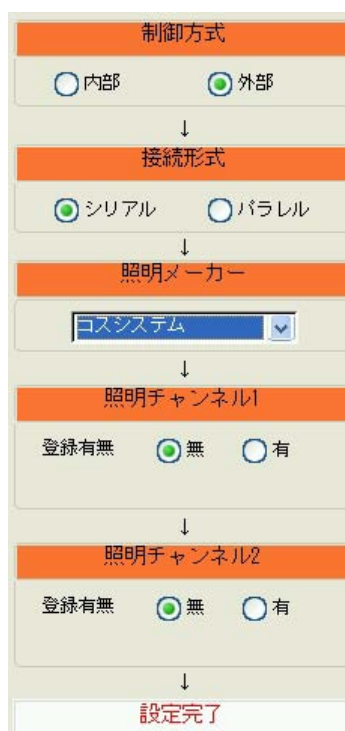 制御方式
内部 外部
↓
接続形式
シリアル パラレル
↓
照明メーカー
コスシステム
↓
照明チャンネル1
登録有無 無 有
↓
照明チャンネル2
登録有無 無 有
↓
設定完了